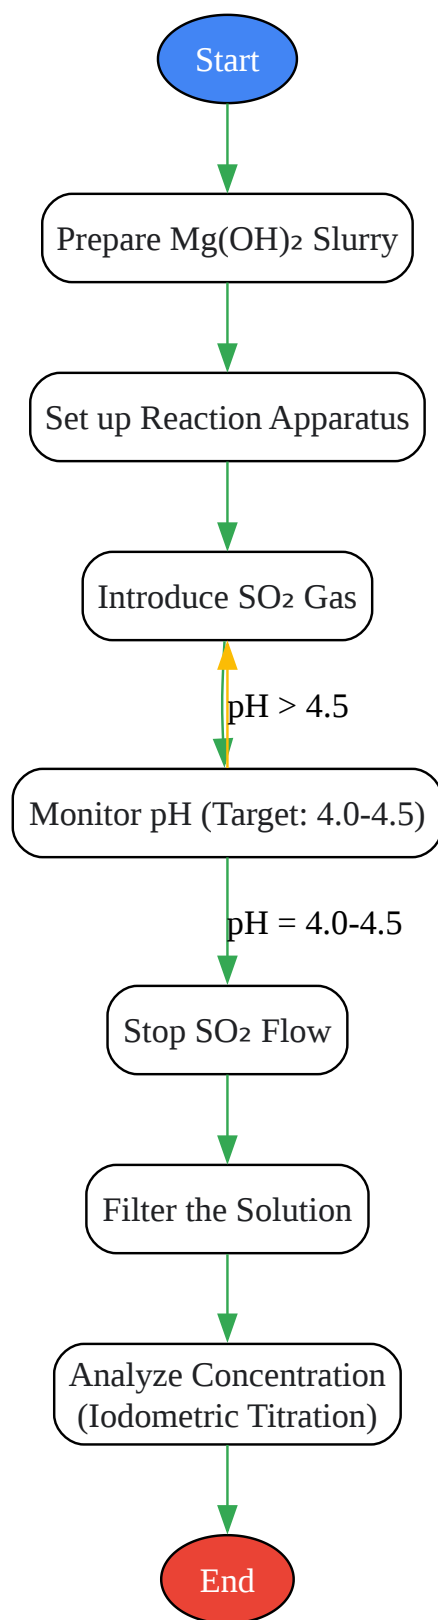 Start
Prepare Mg(OH)₂ Slurry
Set up Reaction Apparatus
Introduce SO₂ Gas
pH > 4.5
Monitor pH (Target: 4.0-4.5)
pH = 4.0-4.5
Stop SO₂ Flow
Filter the Solution
Analyze Concentration
(Iodometric Titration)
End